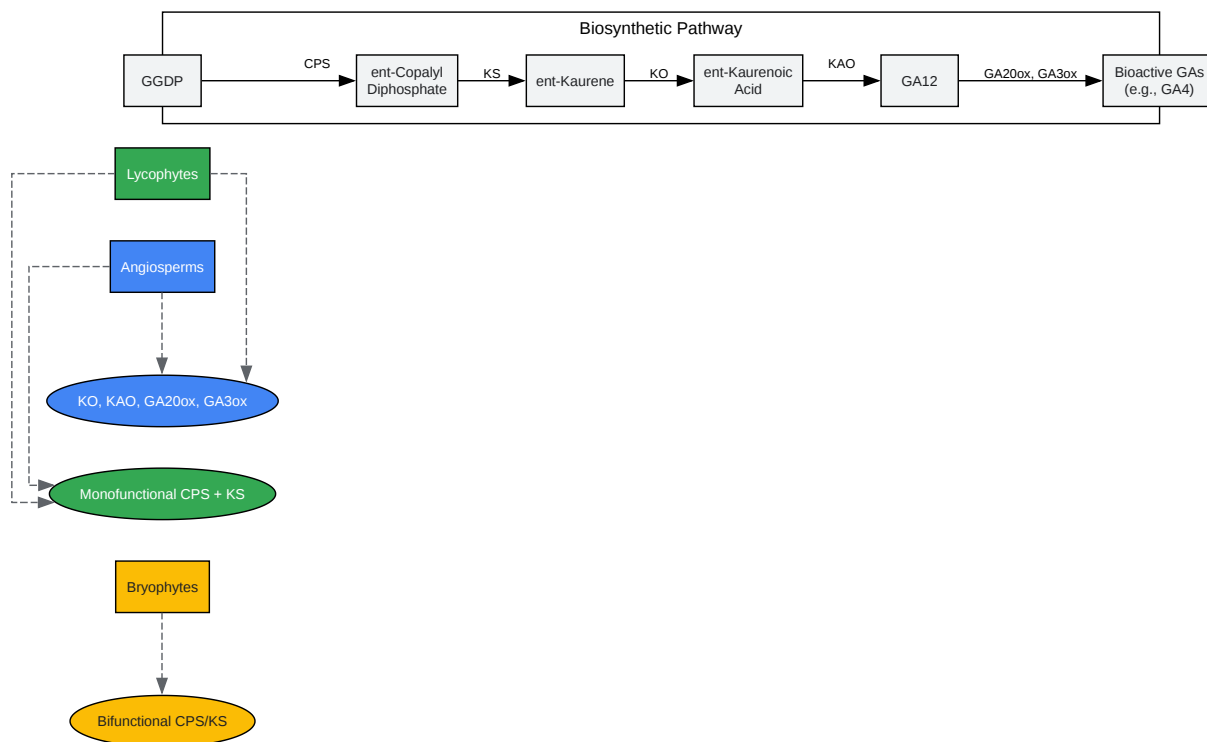 Biosynthetic Pathway
GGDP
CPS
ent-Copalyl
Diphosphate
KS
ent-Kaurene
KO
ent-Kaurenoic
Acid
KAO
GA12
GA20ox, GA3ox
Bioactive GAs
(e.g., GA4)
Lycophytes
Angiosperms
KO, KAO, GA20ox, GA3ox
Monofunctional CPS + KS
Bryophytes
Bifunctional CPS/KS